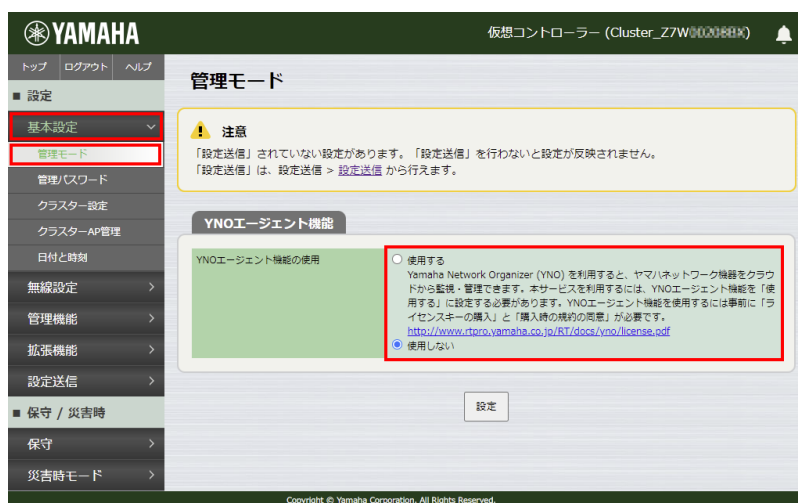 YAMAHA
仮想コントローラー (Cluster_Z7W
トップ ログアウト ヘルプ
■ 設定
基本設定
管理モード
管理パスワード
クラスター設定
クラスターAP管理
日付と時刻
無線設定
管理機能
拡張機能
設定送信
■ 保守 / 災害時
保守
災害時モード
管理モード
注意
「設定送信」されていない設定があります。「設定送信」を行わないと設定が反映されません。
「設定送信」は、設定送信 > 設定送信 から行えます。
YNOエージェント機能
YNOエージェント機能の使用
使用する
Yamaha Network Organizer (YNO) を利用すると、ヤマハネットワーク機器をクラウ
ドから監視・管理できます。本サービスを利用するには、YNOエージェント機能を「使
用する」に設定する必要があります。YNOエージェント機能を使用するには事前に「ラ
イセンスキーの購入」と「購入時の規約の同意」が必要です。
http://www.rtpro.yamaha.co.jp/RT/docs/yno/license.pdf
使用しない
設定
Copyright © Yamaha Corporation. All Rights Reserved.